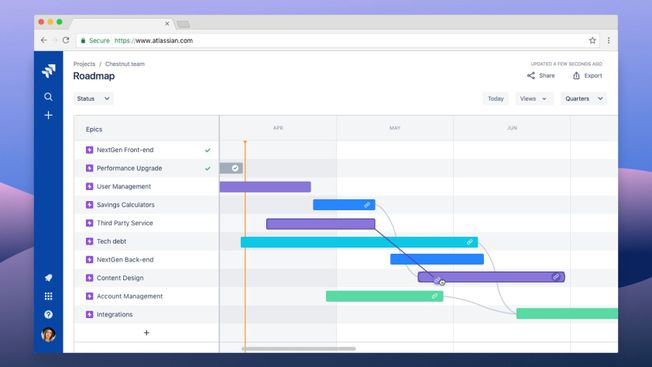 Secure https://www.atlassian.com
Projects / Chestnut team
UPDATED A FEW SECONDS AGO
Roadmap
Share
Export
Status
Today
Views
Quarters
Epics
APR
MAY
JUN
NextGen Front-end
Performance Upgrade
User Management
Savings Calculators
Third Party Service
Tech debt
NextGen Back-end
Content Design
Account Management
Integrations